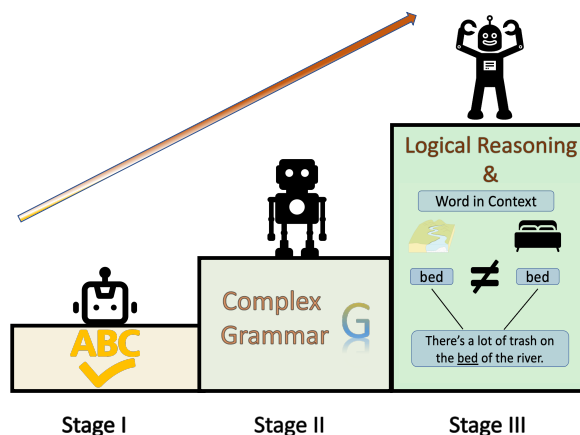 Logical Reasoning
&
Word in Context
bed ≠ bed
There's a lot of trash on
the bed of the river.
Complex
Grammar G
ABC
Stage I Stage II Stage III